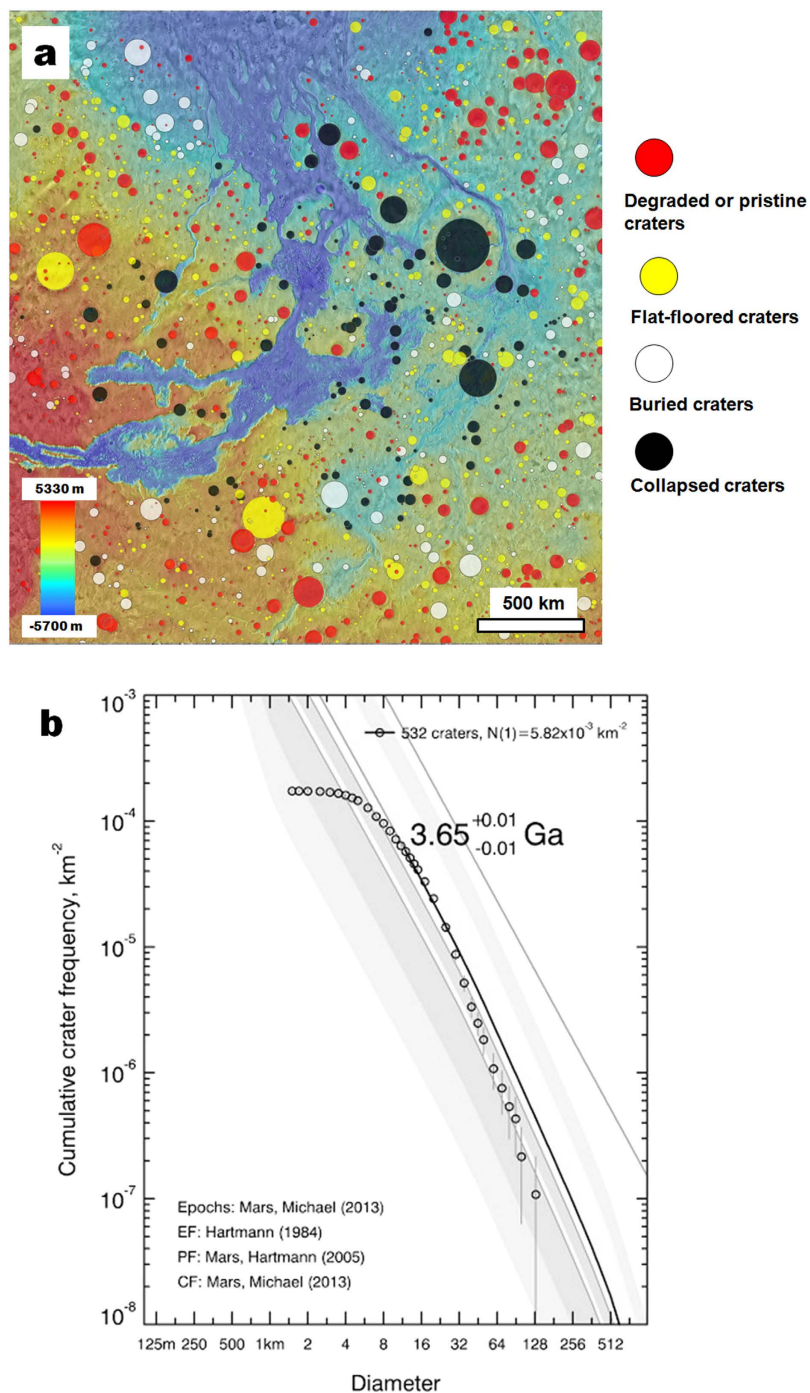 a
Degraded or pristine
craters
Flat-floored craters
Buried craters
Collapsed craters
5330 m
-5700 m
500 km
b
10⁻³
10⁻⁴
10⁻⁵
10⁻⁶
10⁻⁷
10⁻⁸
Cumulative crater frequency, km⁻²
532 craters, N(1)=5.82x10⁻³ km⁻²
3.65 +0.01 -0.01 Ga
Epochs: Mars, Michael (2013)
EF: Hartmann (1984)
PF: Mars, Hartmann (2005)
CF: Mars, Michael (2013)
125m 250 500 1km 2 4 8 16 32 64 128 256 512
Diameter